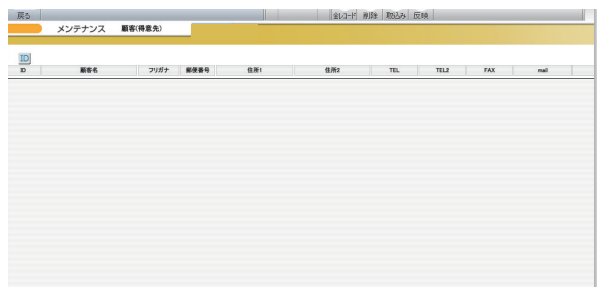 戻る 全レコード 削除 取込み 反映
メンテナンス 顧客(得意先)
ID
ID 顧客名 フリガナ 郵便番号 住所1 住所2 TEL TEL2 FAX mail